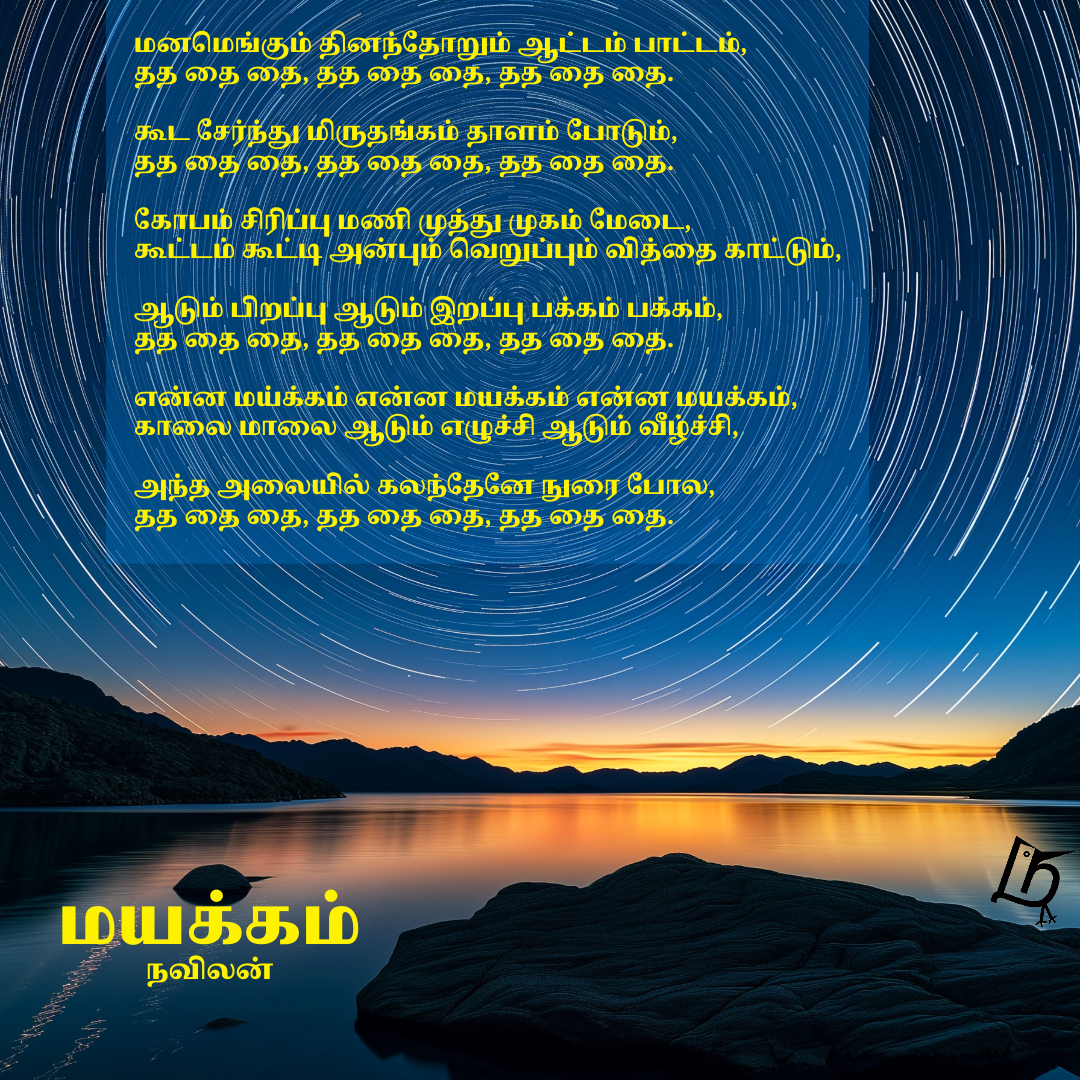 மனமெங்கும் தினந்தோறும் ஆட்டம் பாட்டம்,
தத தை தை, தத தை தை, தத தை தை.
கூட சேர்ந்து மிருதங்கம் தாளம் போடும்,
தத தை தை, தத தை தை, தத தை தை.
கோபம் சிரிப்பு மணி முத்து முகம் மேடை,
கூட்டம் கூட்டி அன்பும் வெறுப்பும் வித்தை காட்டும்,
ஆடும் பிறப்பு ஆடும் இறப்பு பக்கம் பக்கம்,
தத தை தை, தத தை தை, தத தை தை.
என்ன மய்க்கம் என்ன மயக்கம் என்ன மயக்கம்,
காலை மாலை ஆடும் எழுச்சி ஆடும் வீழ்ச்சி,
அந்த அலையில் கலந்தேனே நுரை போல,
தத தை தை, தத தை தை, தத தை தை.
மயக்கம்
நவிலன்